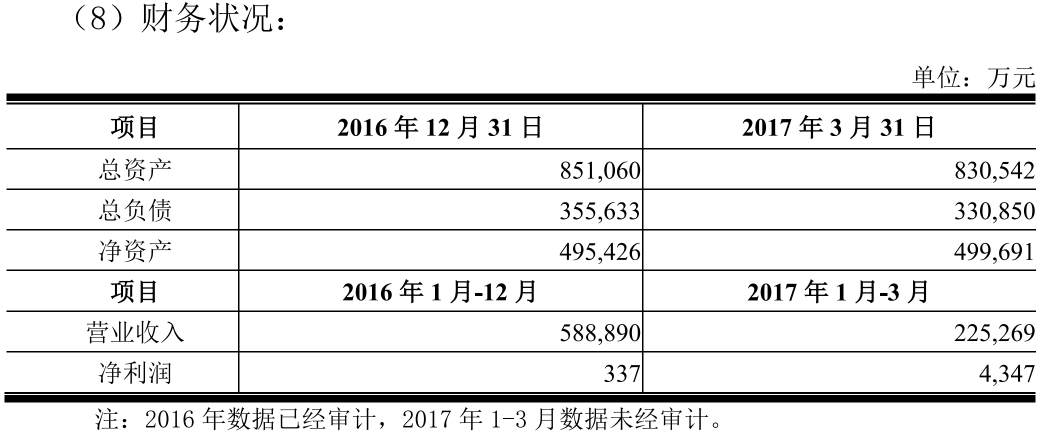 （8）财务状况：
单位：万元
项目 2016 年 12 月 31 日 2017 年 3 月 31 日
总资产 851,060 830,542
总负债 355,633 330,850
净资产 495,426 499,691
项目 2016 年 1 月-12 月 2017 年 1 月-3 月
营业收入 588,890 225,269
净利润 337 4,347
注：2016 年数据已经审计，2017 年 1-3 月数据未经审计。